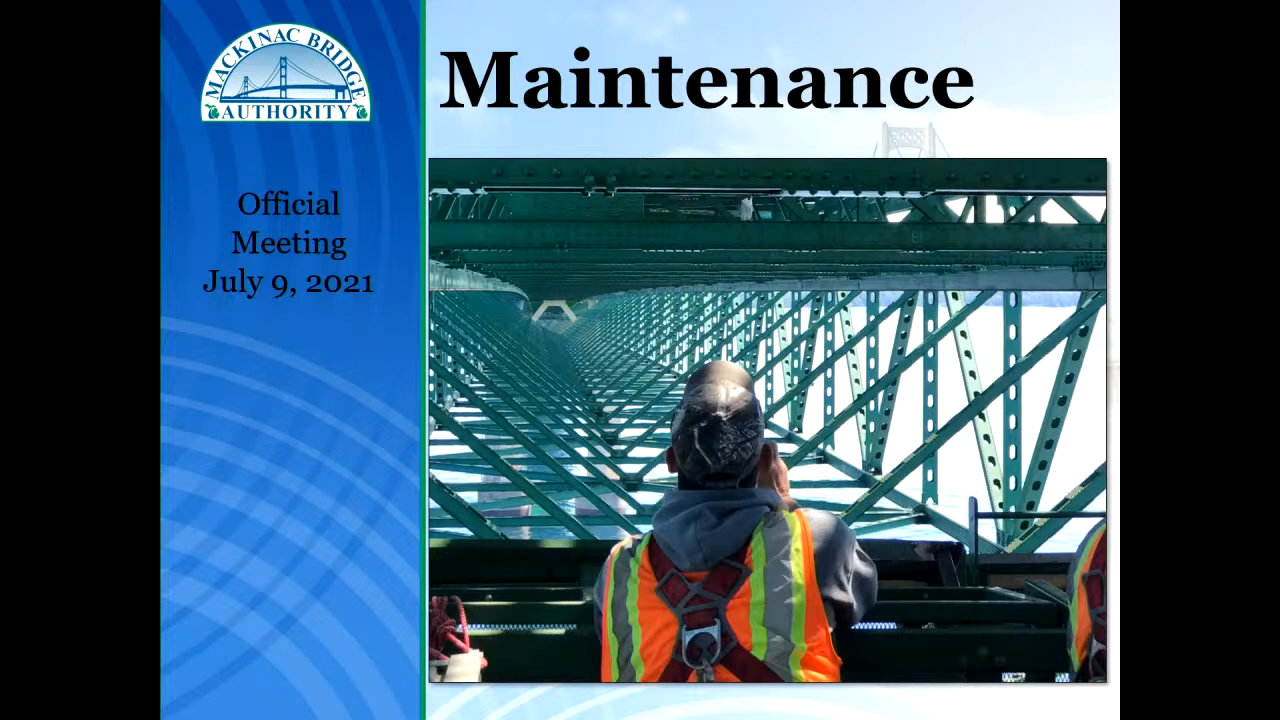 MACKINAC BRIDGE
AUTHORITY
Maintenance
Official
Meeting
July 9, 2021